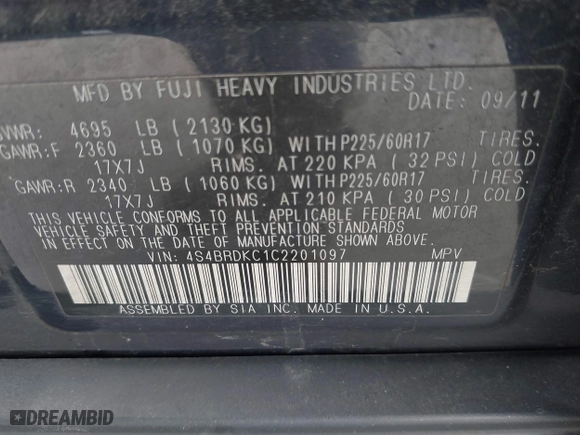 MFD BY FUJI HEAVY INDUSTRIES LTD.
DATE: 09/11
GVWR: 4695 LB (2130 KG)
GAWR:F 2360 LB (1070 KG) WITH P225/60R17 TIRES.
17X7J RIMS. AT 220 KPA (32 PSI) COLD
GAWR:R 2340 LB (1060 KG) WITH P225/60R17 TIRES.
17X7J RIMS. AT 210 KPA (30 PSI) COLD
THIS VEHICLE CONFORMS TO ALL APPLICABLE FEDERAL MOTOR
VEHICLE SAFETY AND THEFT PREVENTION STANDARDS
IN EFFECT ON THE DATE OF MANUFACTURE SHOWN ABOVE.
VIN: 4S4BRDKC1C2201097 MPV
ASSEMBLED BY SIA INC. MADE IN U.S.A.
DREAMBID